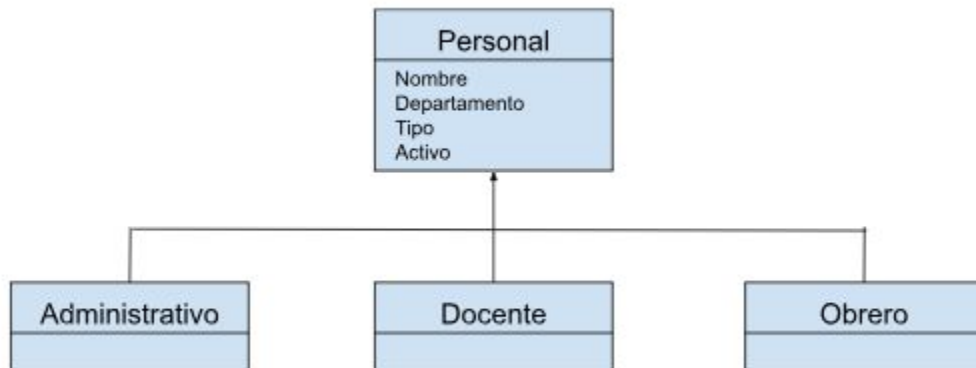 Personal
Nombre
Departamento
Tipo
Activo
Administrativo
Docente
Obrero